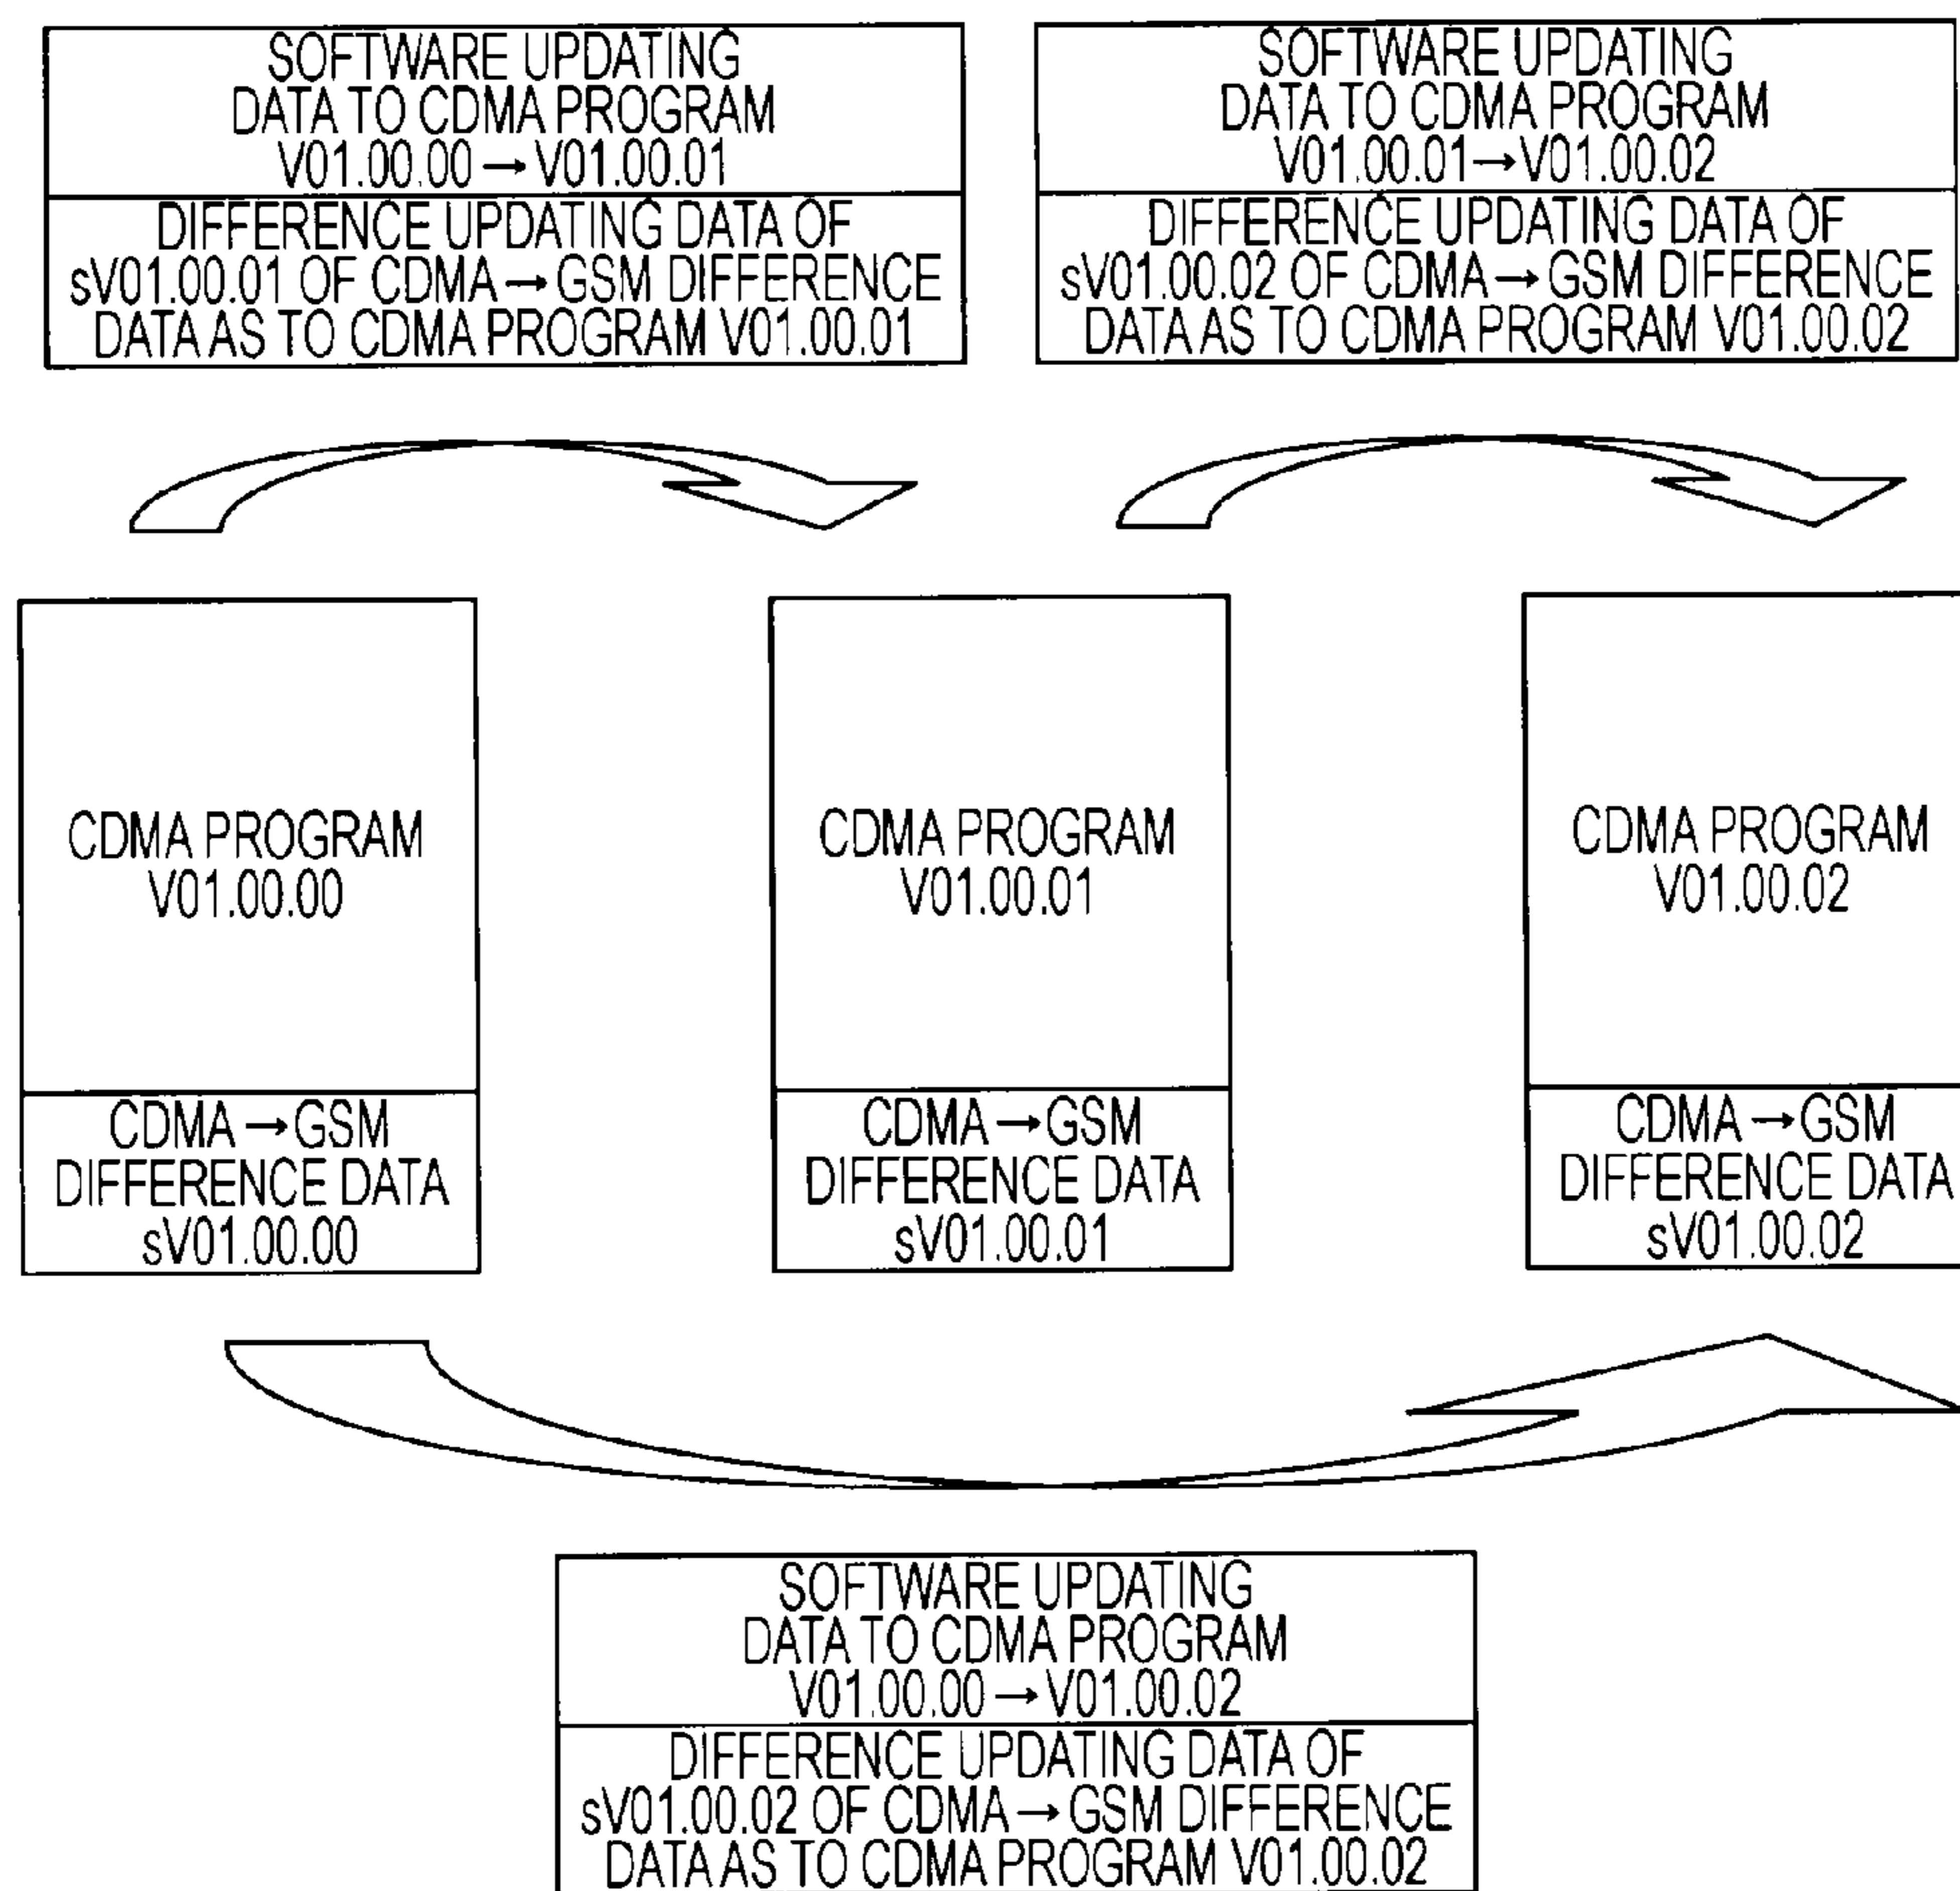 SOFTWARE UPDATING
DATA TO CDMA PROGRAM
V01.00.00 → V01.00.01
DIFFERENCE UPDATING DATA OF
sV01.00.01 OF CDMA → GSM DIFFERENCE
DATA AS TO CDMA PROGRAM V01.00.01
SOFTWARE UPDATING
DATA TO CDMA PROGRAM
V01.00.01 → V01.00.02
DIFFERENCE UPDATING DATA OF
sV01.00.02 OF CDMA → GSM DIFFERENCE
DATA AS TO CDMA PROGRAM V01.00.02
CDMA PROGRAM
V01.00.00
CDMA → GSM
DIFFERENCE DATA
sV01.00.00
CDMA PROGRAM
V01.00.01
CDMA → GSM
DIFFERENCE DATA
sV01.00.01
CDMA PROGRAM
V01.00.02
CDMA → GSM
DIFFERENCE DATA
sV01.00.02
SOFTWARE UPDATING
DATA TO CDMA PROGRAM
V01.00.00 → V01.00.02
DIFFERENCE UPDATING DATA OF
sV01.00.02 OF CDMA → GSM DIFFERENCE
DATA AS TO CDMA PROGRAM V01.00.02